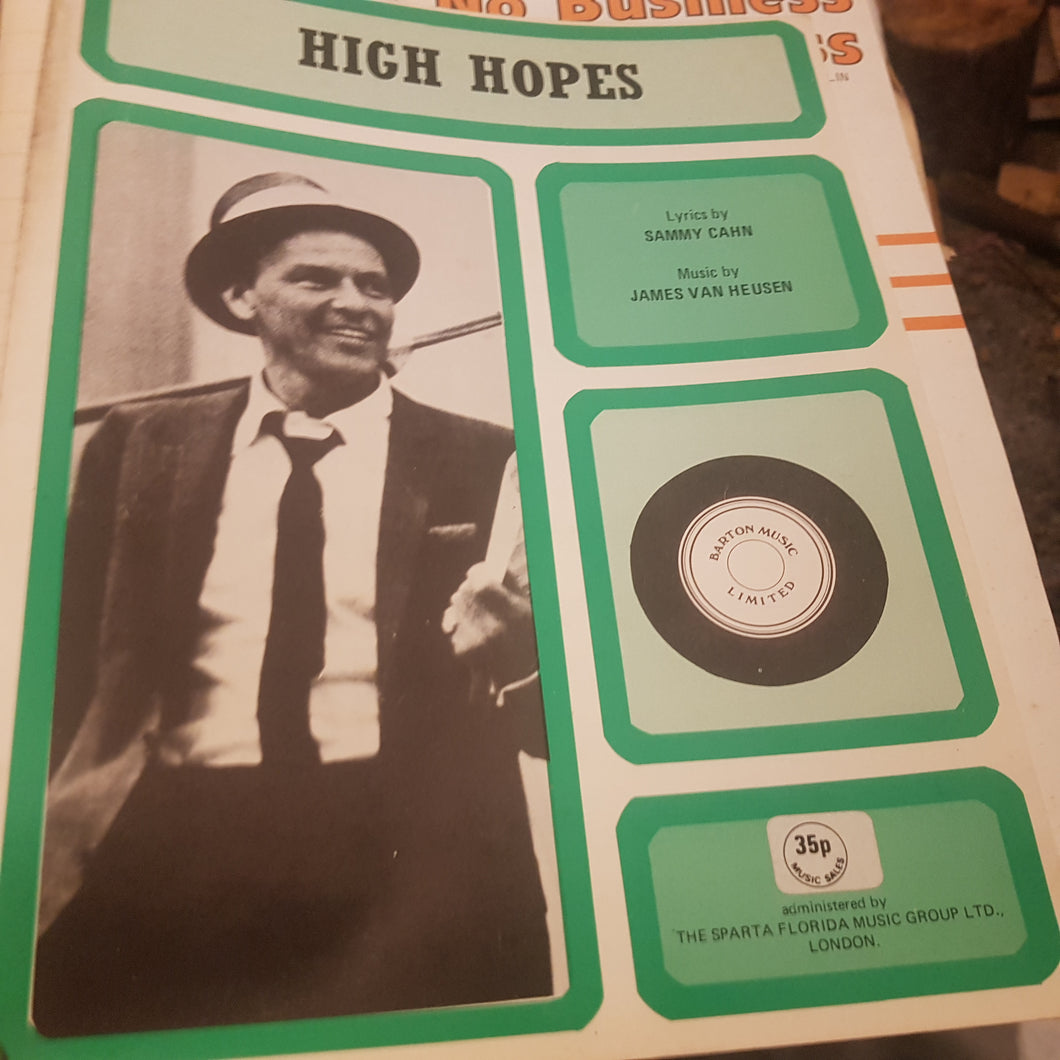 No Business
HIGH HOPES
Lyrics by
SAMMY CAHN
Music by
JAMES VAN HEUSEN
BARTON MUSIC
LIMITED
35p
MUSIC SALES
administered by
THE SPARTA FLORIDA MUSIC GROUP LTD.,
LONDON.